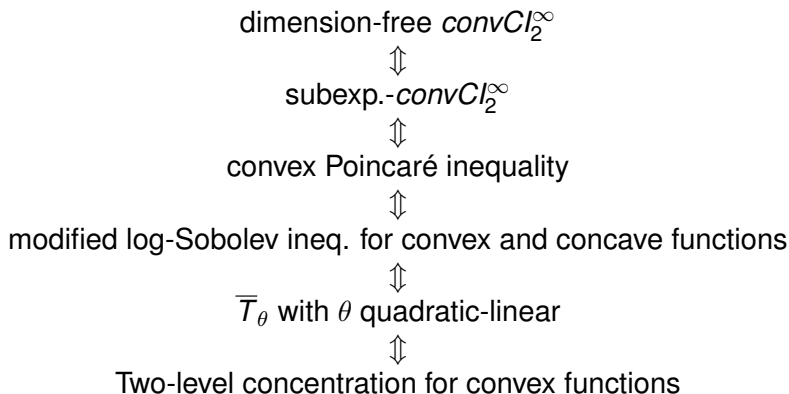 dimension-free convCI₂^∞
⇕
subexp.-convCI₂^∞
⇕
convex Poincaré inequality
⇕
modified log-Sobolev ineq. for convex and concave functions
⇕
T̅_θ with θ quadratic-linear
⇕
Two-level concentration for convex functions